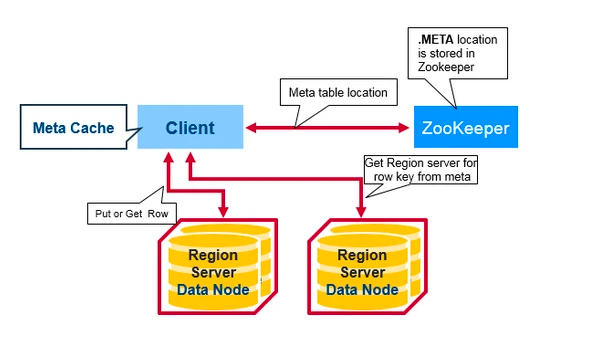 .META location
is stored in
Zookeeper
Meta table location
Meta Cache
Client
ZooKeeper
Get Region server for
row key from meta
Put or Get Row
Region
Server
Data Node
Region
Server
Data Node